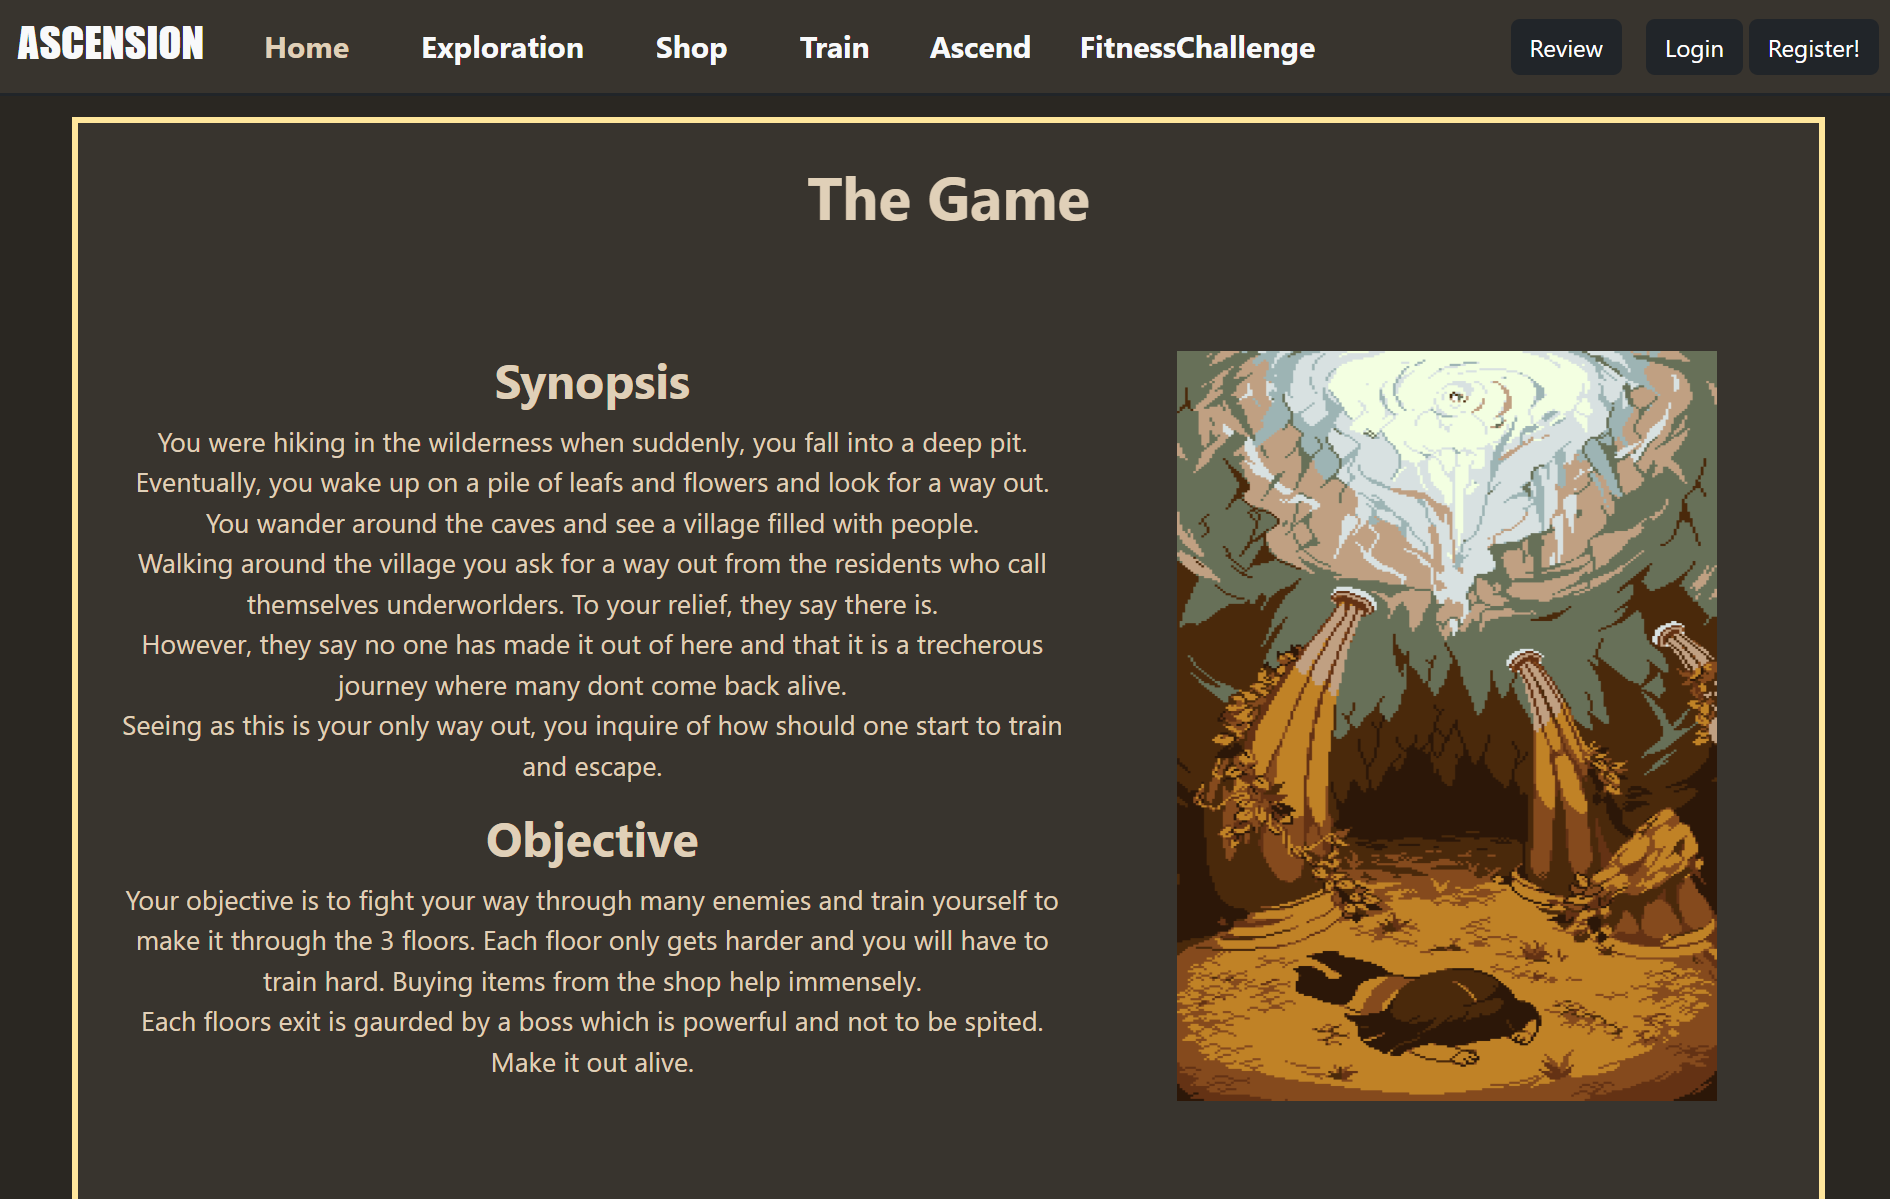 ASCENSION Home Exploration Shop Train Ascend FitnessChallenge Review Login Register!
The Game
Synopsis
You were hiking in the wilderness when suddenly, you fall into a deep pit.
Eventually, you wake up on a pile of leafs and flowers and look for a way out.
You wander around the caves and see a village filled with people.
Walking around the village you ask for a way out from the residents who call
themselves underworlders. To your relief, they say there is.
However, they say no one has made it out of here and that it is a trecherous
journey where many dont come back alive.
Seeing as this is your only way out, you inquire of how should one start to train
and escape.
Objective
Your objective is to fight your way through many enemies and train yourself to
make it through the 3 floors. Each floor only gets harder and you will have to
train hard. Buying items from the shop help immensely.
Each floors exit is gaurded by a boss which is powerful and not to be spited.
Make it out alive.